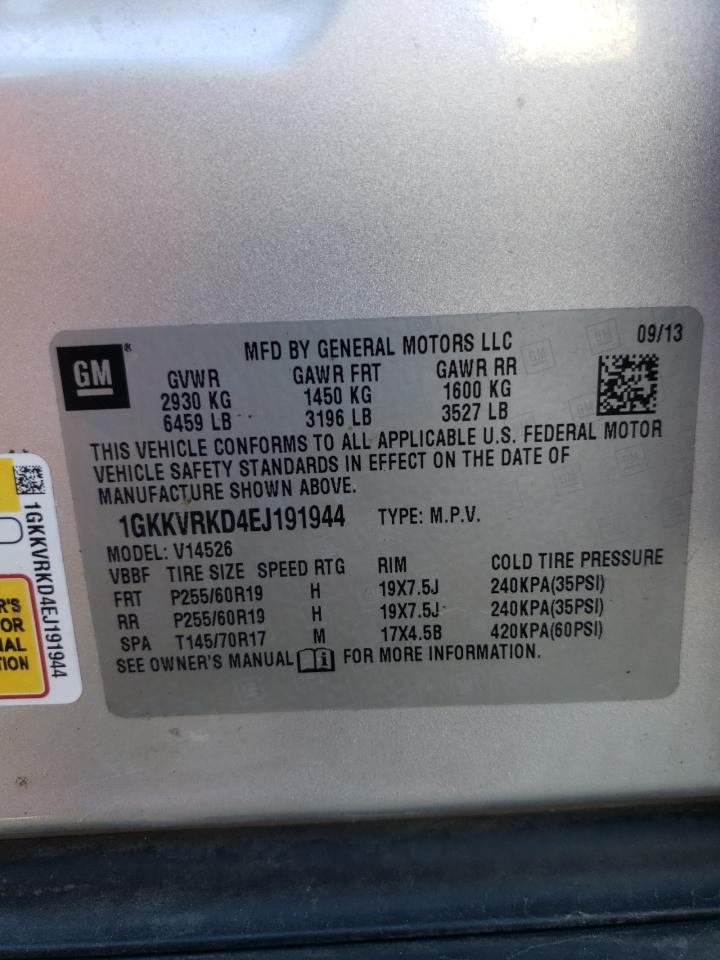 GM®
MFD BY GENERAL MOTORS LLC 09/13
GVWR GAWR FRT GAWR RR
2930 KG 1450 KG 1600 KG
6459 LB 3196 LB 3527 LB
THIS VEHICLE CONFORMS TO ALL APPLICABLE U.S. FEDERAL MOTOR
VEHICLE SAFETY STANDARDS IN EFFECT ON THE DATE OF
MANUFACTURE SHOWN ABOVE.
1GKKVRKD4EJ191944 TYPE: M.P.V.
MODEL: V14526
VBBF TIRE SIZE SPEED RTG RIM COLD TIRE PRESSURE
FRT P255/60R19 H 19X7.5J 240KPA(35PSI)
RR P255/60R19 H 19X7.5J 240KPA(35PSI)
SPA T145/70R17 M 17X4.5B 420KPA(60PSI)
SEE OWNER'S MANUAL FOR MORE INFORMATION.
1GKKVRKD4EJ191944